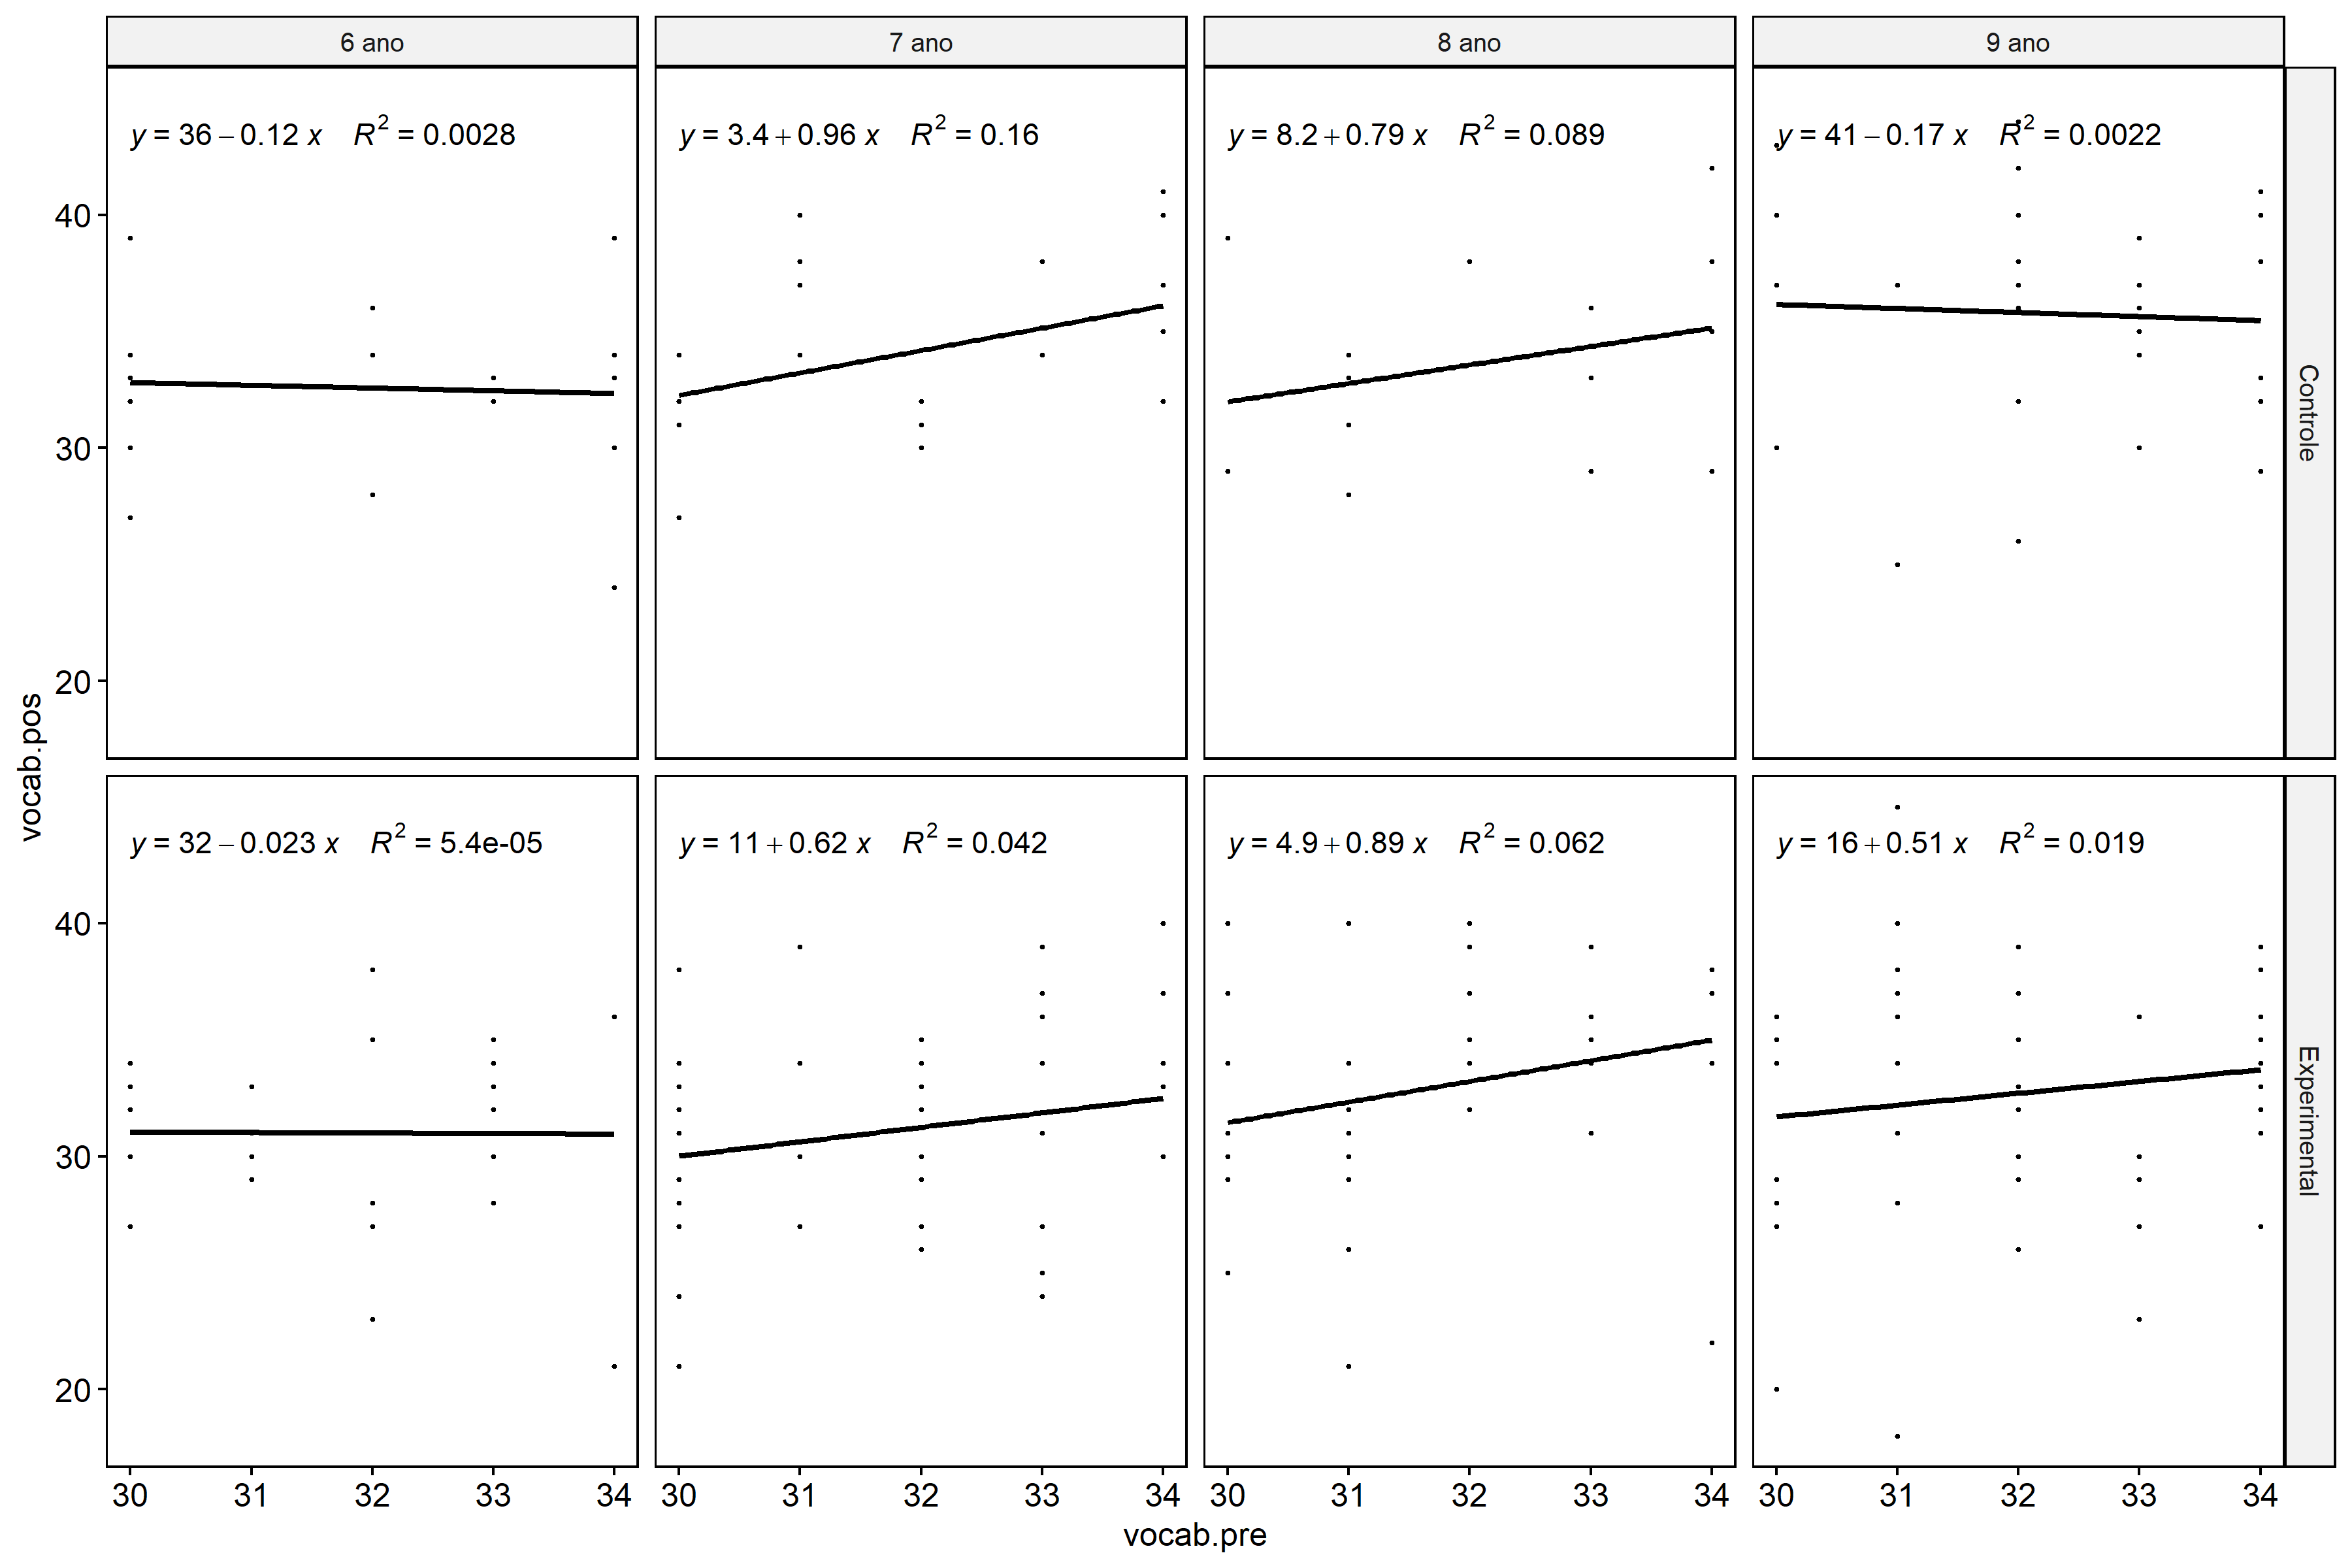 6 ano
7 ano
8 ano
9 ano
y = 36 − 0.12 x R² = 0.0028
y = 3.4 + 0.96 x R² = 0.16
y = 8.2 + 0.79 x R² = 0.089
y = 41 − 0.17 x R² = 0.0022
40
30
20
Controle
vocab.pos
y = 32 − 0.023 x R² = 5.4e-05
y = 11 + 0.62 x R² = 0.042
y = 4.9 + 0.89 x R² = 0.062
y = 16 + 0.51 x R² = 0.019
40
30
20
Experimental
30 31 32 33 34
30 31 32 33 34
30 31 32 33 34
30 31 32 33 34
vocab.pre